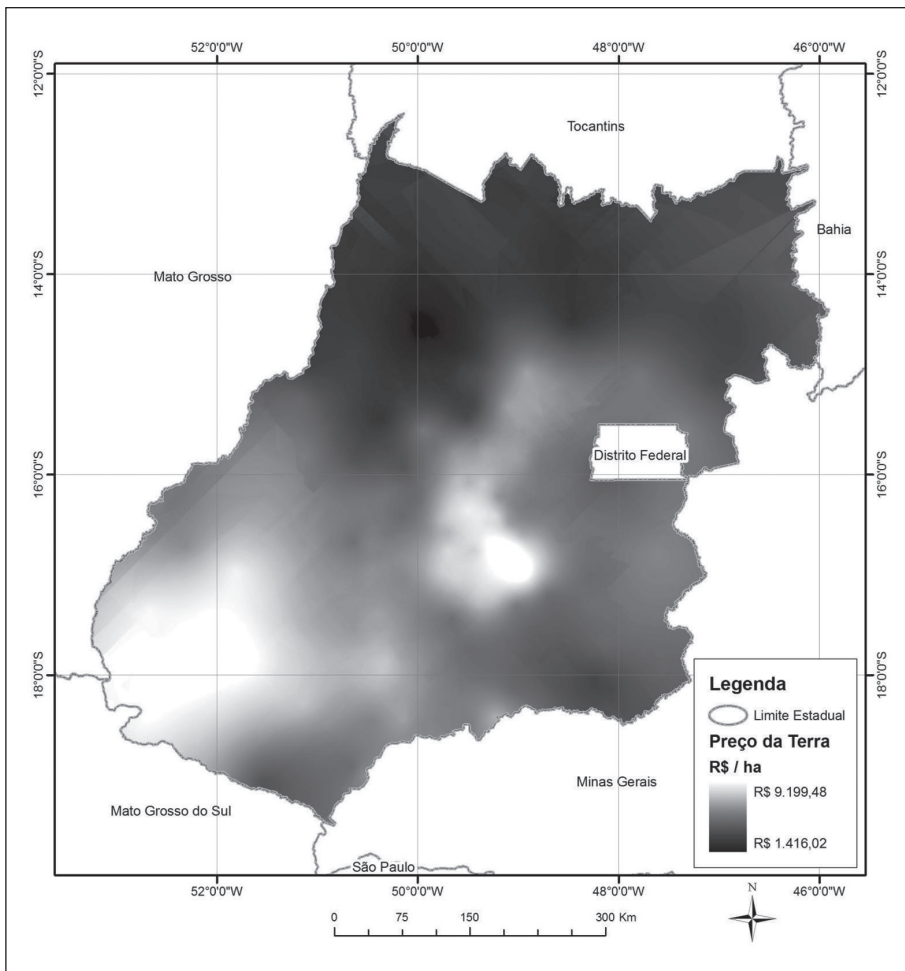 52°0'0"W
50°0'0"W
48°0'0"W
46°0'0"W
12°0'0"S
12°0'0"S
Tocantins
Bahia
Mato Grosso
14°0'0"S
14°0'0"S
Distrito Federal
16°0'0"S
16°0'0"S
18°0'0"S
18°0'0"S
Legenda
Limite Estadual
Preço da Terra
R$ / ha
R$ 9.199,48
R$ 1.416,02
Minas Gerais
Mato Grosso do Sul
São Paulo
52°0'0"W
50°0'0"W
48°0'0"W
46°0'0"W
N
0 75 150 300 Km